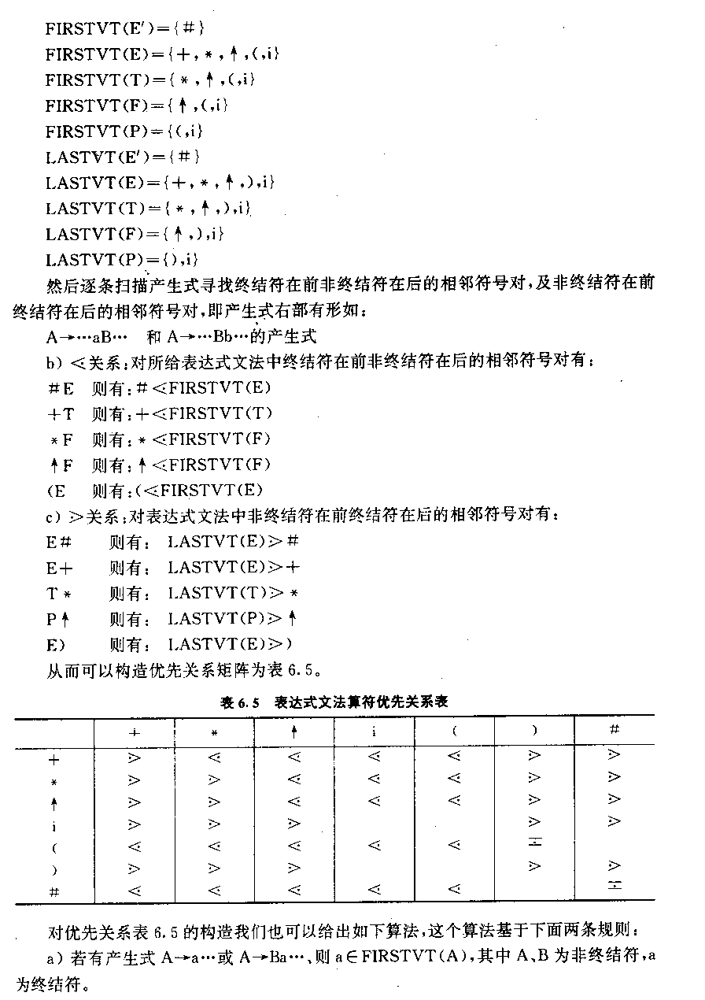 FIRSTVT(E′)={#}
FIRSTVT(E)={+,*,↑,(,i}
FIRSTVT(T)={*,↑,(,i}
FIRSTVT(F)={↑,(,i}
FIRSTVT(P)={(,i}
LASTVT(E′)={#}
LASTVT(E)={+,*,↑,),i}
LASTVT(T)={*,↑,),i}
LASTVT(F)={↑,),i}
LASTVT(P)={),i}
然后逐条扫描产生式寻找终结符在前非终结符在后的相邻符号对,及非终结符在前
终结符在后的相邻符号对,即产生式右部有形如:
A→…aB… 和 A→…Bb…的产生式
b) ⋖关系:对所给表达式文法中终结符在前非终结符在后的相邻符号对有:
#E 则有:#⋖FIRSTVT(E)
+T 则有:+⋖FIRSTVT(T)
*F 则有:*⋖FIRSTVT(F)
↑F 则有:↑⋖FIRSTVT(F)
(E 则有:(⋖FIRSTVT(E)
c) ⋗关系:对表达式文法中非终结符在前终结符在后的相邻符号对有:
E# 则有: LASTVT(E)⋗#
E+ 则有: LASTVT(E)⋗+
T* 则有: LASTVT(T)⋗*
P↑ 则有: LASTVT(P)⋗↑
E) 则有: LASTVT(E)⋗)
从而可以构造优先关系矩阵为表6.5。
表6.5 表达式文法算符优先关系表
+ * ↑ i ( ) #
+ ⋗ ⋖ ⋖ ⋖ ⋖ ⋗ ⋗
* ⋗ ⋗ ⋖ ⋖ ⋖ ⋗ ⋗
↑ ⋗ ⋗ ⋖ ⋖ ⋖ ⋗ ⋗
i ⋗ ⋗ ⋗ ⋗ ⋗
( ⋖ ⋖ ⋖ ⋖ ⋖ ≐
) ⋗ ⋗ ⋗ ⋗ ⋗
# ⋖ ⋖ ⋖ ⋖ ⋖ ≐
对优先关系表6.5的构造我们也可以给出如下算法,这个算法基于下面两条规则:
a) 若有产生式 A→a…或 A→Ba…、则 a∈FIRSTVT(A),其中 A、B 为非终结符,a
为终结符。